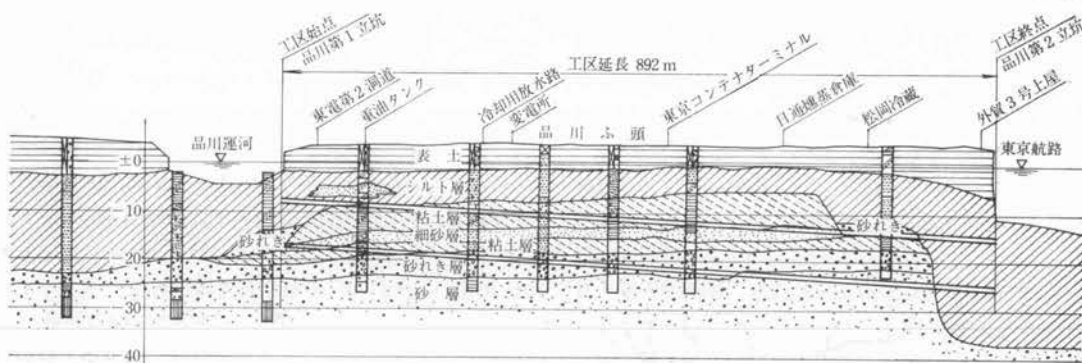 工区始点
品川第1立坑
工区延長 892m
工区終点
品川第2立坑
東電第2洞道
重油タンク
冷却用放水路
変電所
東京コンテナターミナル
日通燻蒸倉庫
松岡冷蔵
外貿3号上屋
品川運河
品川ふ頭
東京航路
±0
表土
シルト層
-10
粘土層
砂れき
細砂層
砂れき
粘土層
-20
砂れき層
砂層
-30
-40